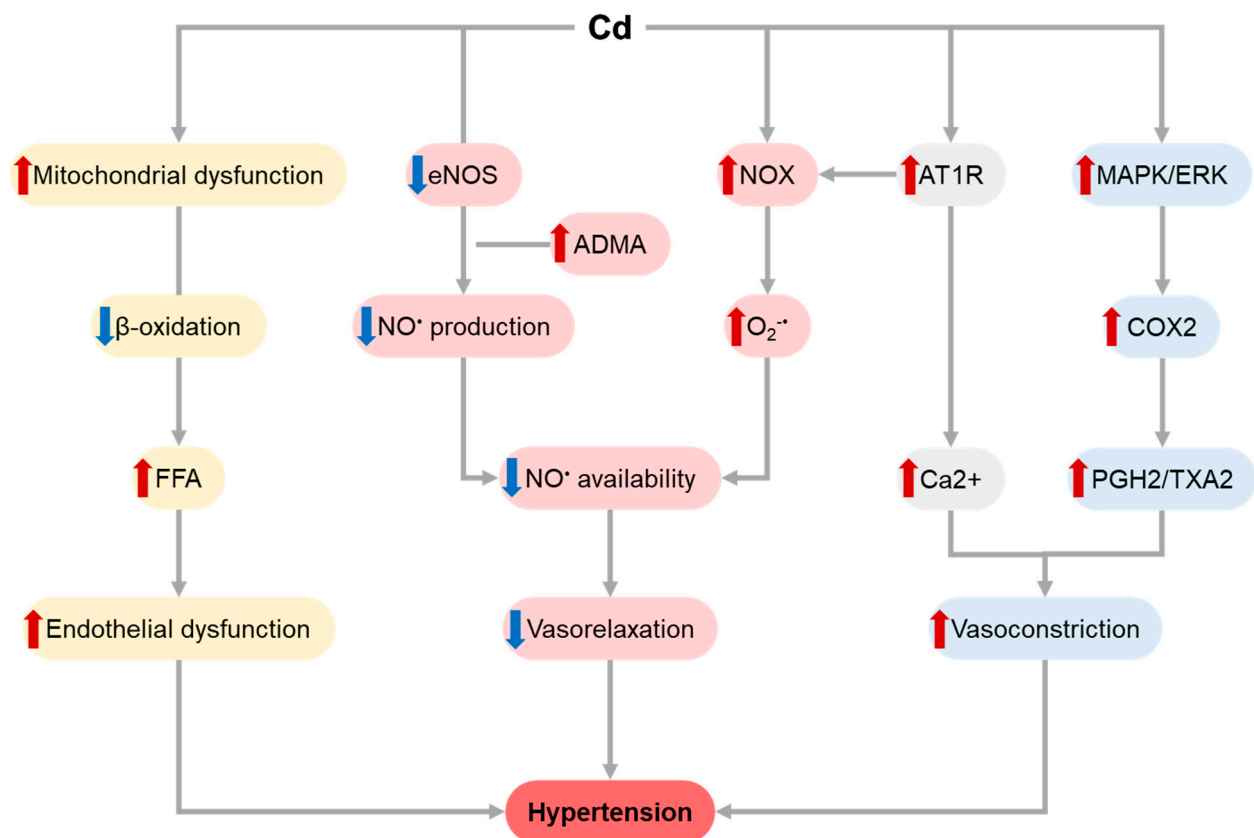 Cd
Mitochondrial dysfunction
eNOS
NOX
AT1R
MAPK/ERK
ADMA
β-oxidation
NO• production
O₂⁻•
COX2
FFA
NO• availability
Ca2+
PGH2/TXA2
Endothelial dysfunction
Vasorelaxation
Vasoconstriction
Hypertension